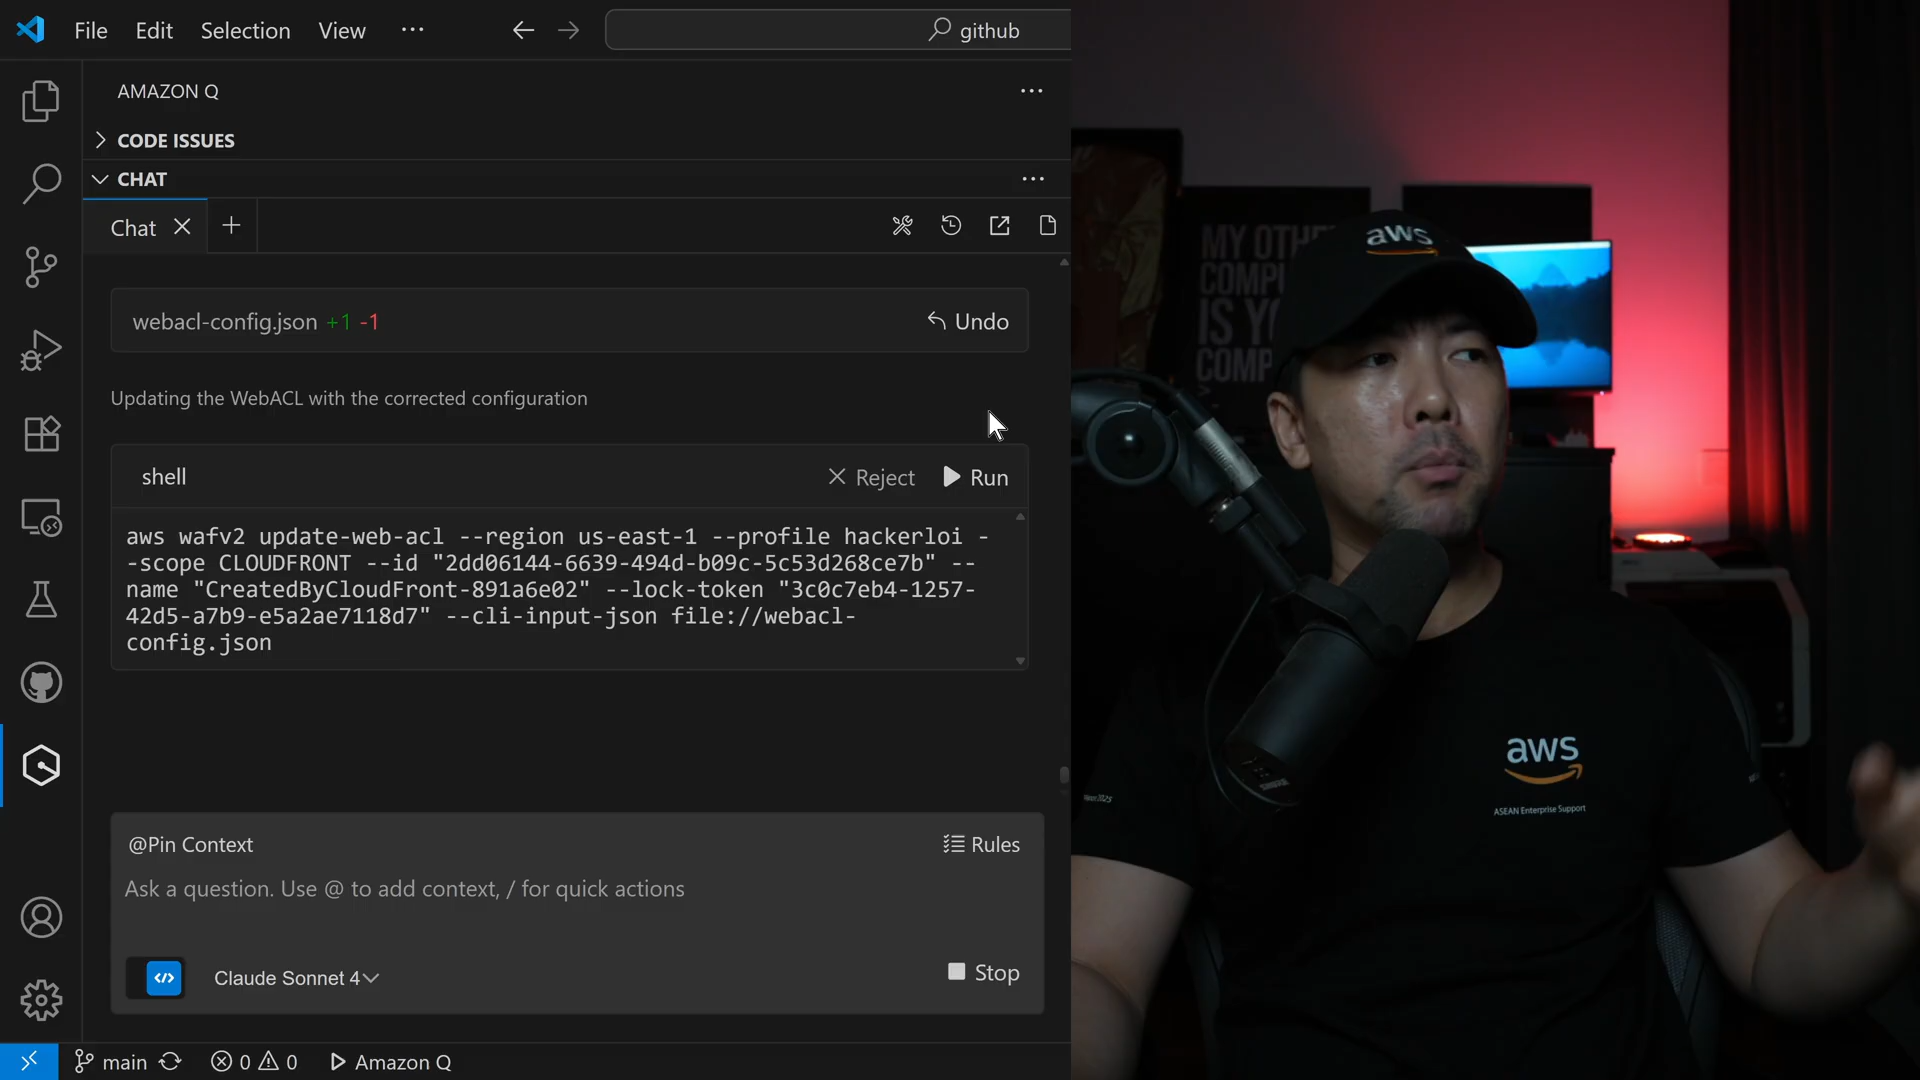 File Edit Selection View ···
github
AMAZON Q
CODE ISSUES
CHAT
Chat
webacl-config.json +1 -1
Undo
Updating the WebACL with the corrected configuration
shell
Reject
Run
aws wafv2 update-web-acl --region us-east-1 --profile hackerloi -
-scope CLOUDFRONT --id "2dd06144-6639-494d-b09c-5c53d268ce7b" --
name "CreatedByCloudFront-891a6e02" --lock-token "3c0c7eb4-1257-
42d5-a7b9-e5a2ae7118d7" --cli-input-json file://webacl-
config.json
@Pin Context
Rules
Ask a question. Use @ to add context, / for quick actions
Claude Sonnet 4
Stop
main
0
0
Amazon Q
MY
IS
aws
aws
ASEAN Enterprise Support